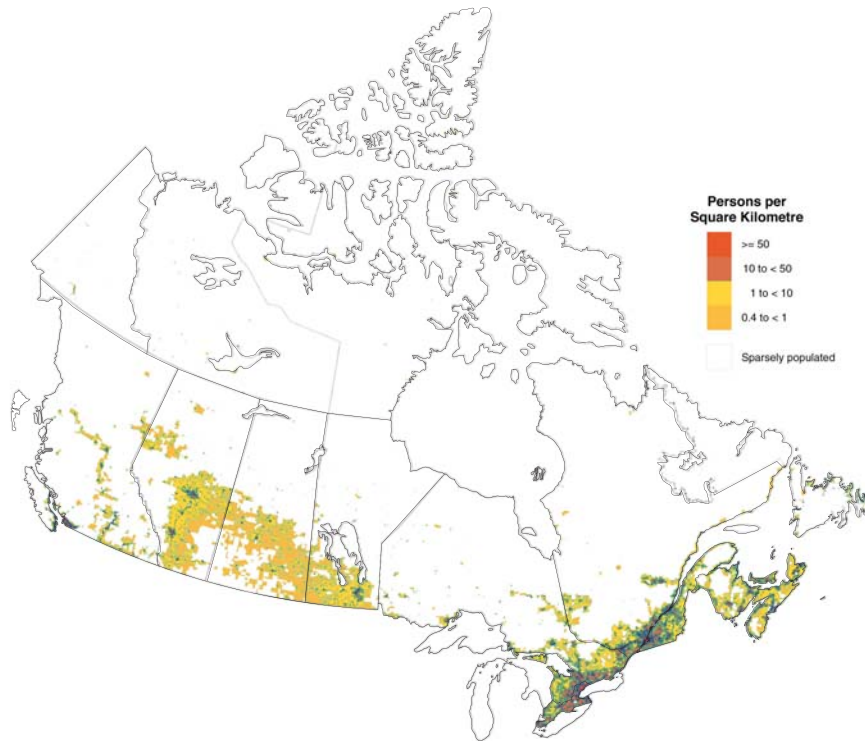 Persons per
Square Kilometre
>= 50
10 to < 50
1 to < 10
0.4 to < 1
Sparsely populated